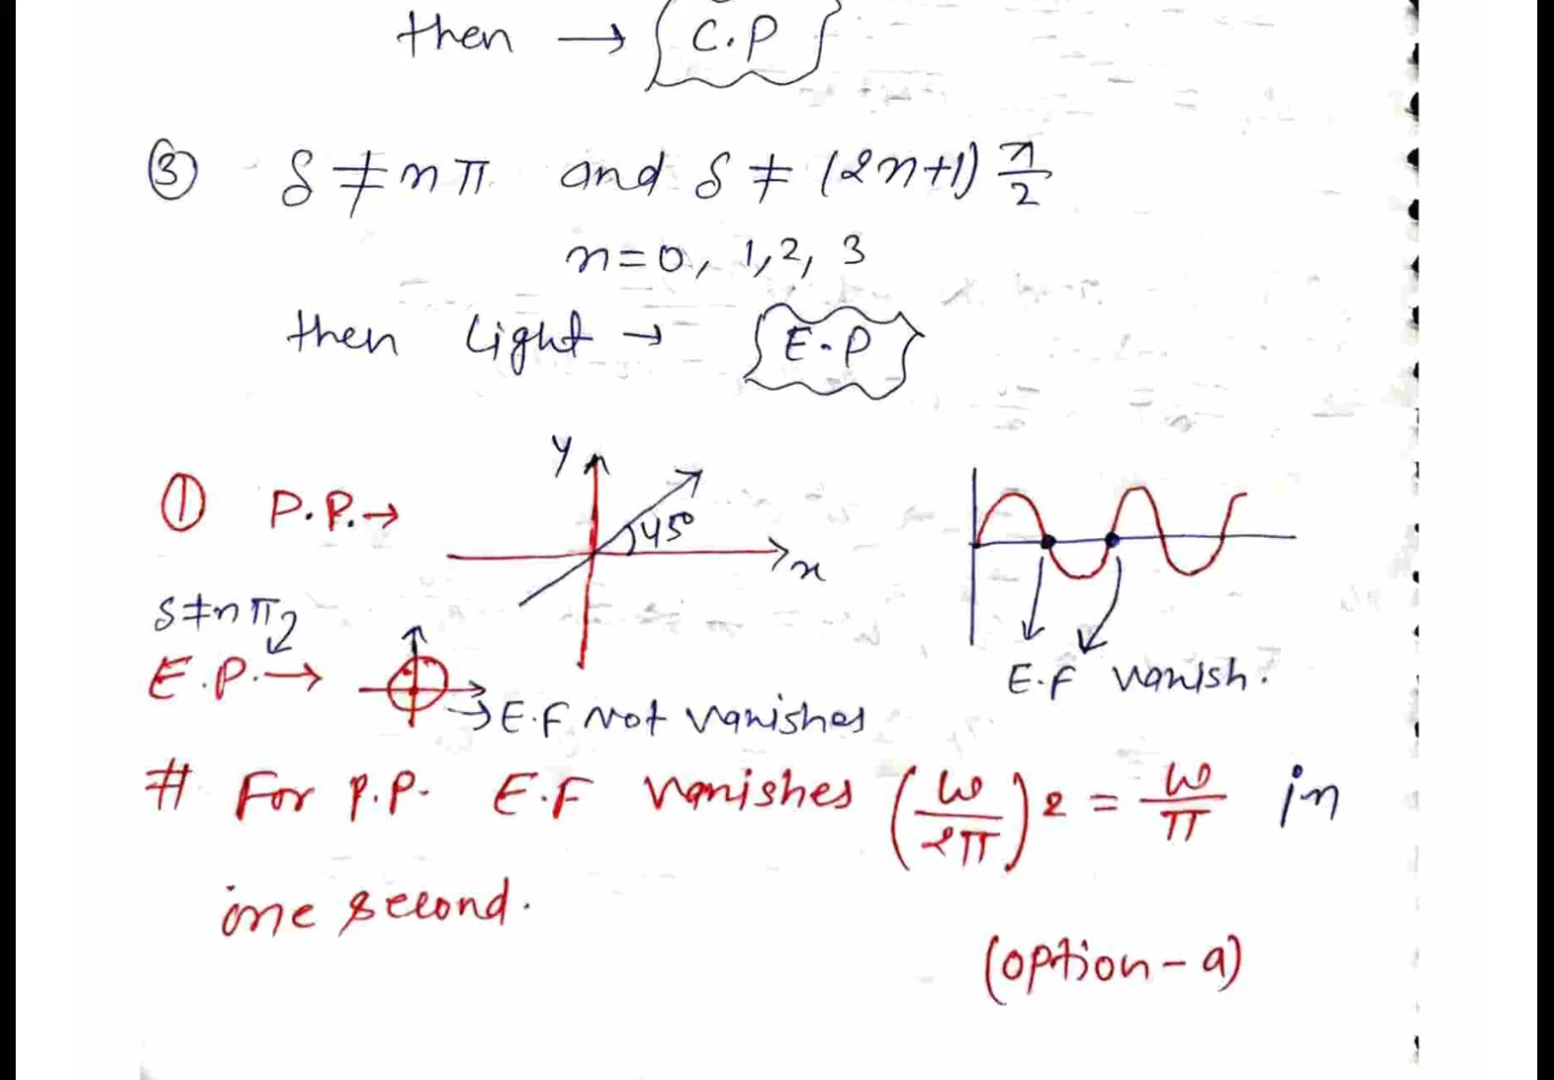 then → C.P
③ δ ≠ nπ and δ ≠ (2n+1) π/2
n=0, 1,2, 3
then light → E-P
① P.P. →
y
45°
x
δ≠nπ
2
E.P. →
E.F vanish.
→ E.F not vanishes
# For P.P. E.F vanishes (ω/2π)2 = ω/π in
one second.
(option-a)